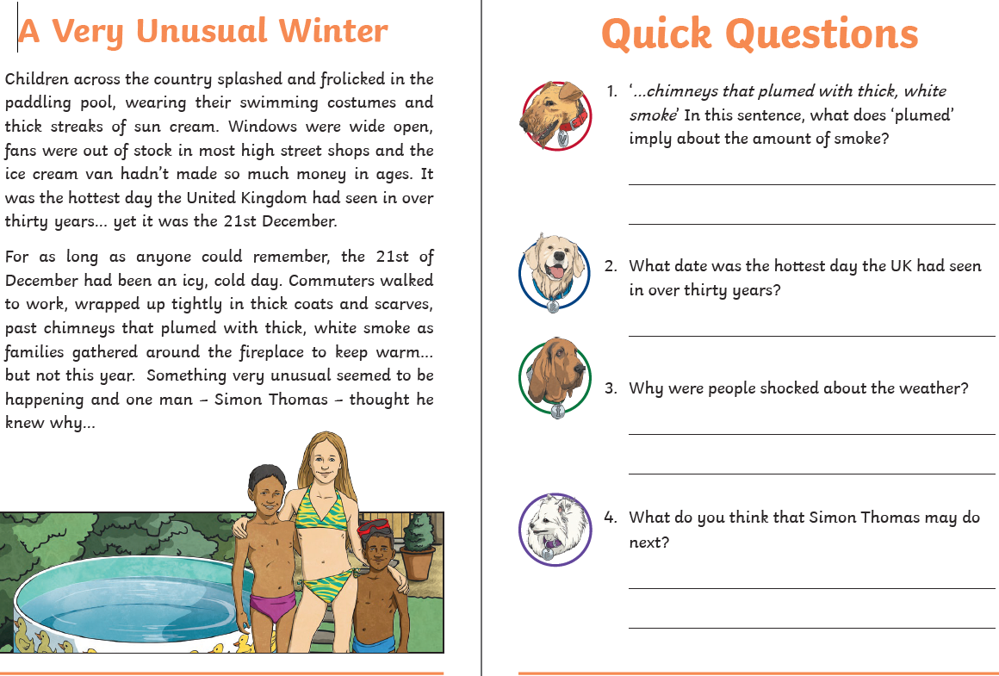 A Very Unusual Winter
Children across the country splashed and frolicked in the
paddling pool, wearing their swimming costumes and
thick streaks of sun cream. Windows were wide open,
fans were out of stock in most high street shops and the
ice cream van hadn’t made so much money in ages. It
was the hottest day the United Kingdom had seen in over
thirty years... yet it was the 21st December.
For as long as anyone could remember, the 21st of
December had been an icy, cold day. Commuters walked
to work, wrapped up tightly in thick coats and scarves,
past chimneys that plumed with thick, white smoke as
families gathered around the fireplace to keep warm...
but not this year.  Something very unusual seemed to be
happening and one man – Simon Thomas – thought he
knew why...
Quick Questions
1. ‘...chimneys that plumed with thick, white
smoke’ In this sentence, what does ‘plumed’
imply about the amount of smoke?
2. What date was the hottest day the UK had seen
in over thirty years?
3. Why were people shocked about the weather?
4. What do you think that Simon Thomas may do
next?